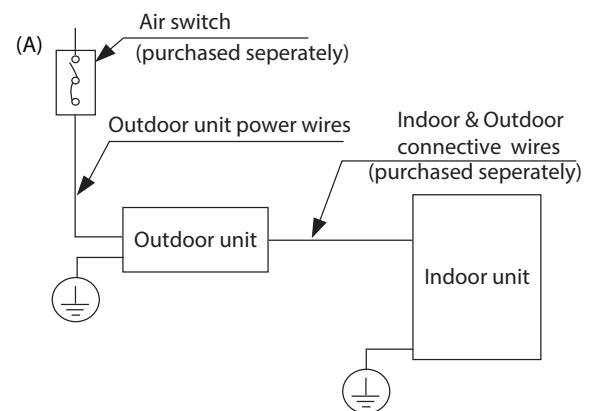 (A)
Air switch
(purchased seperately)
Outdoor unit power wires
Indoor & Outdoor
connective wires
(purchased seperately)
Outdoor unit
Indoor unit